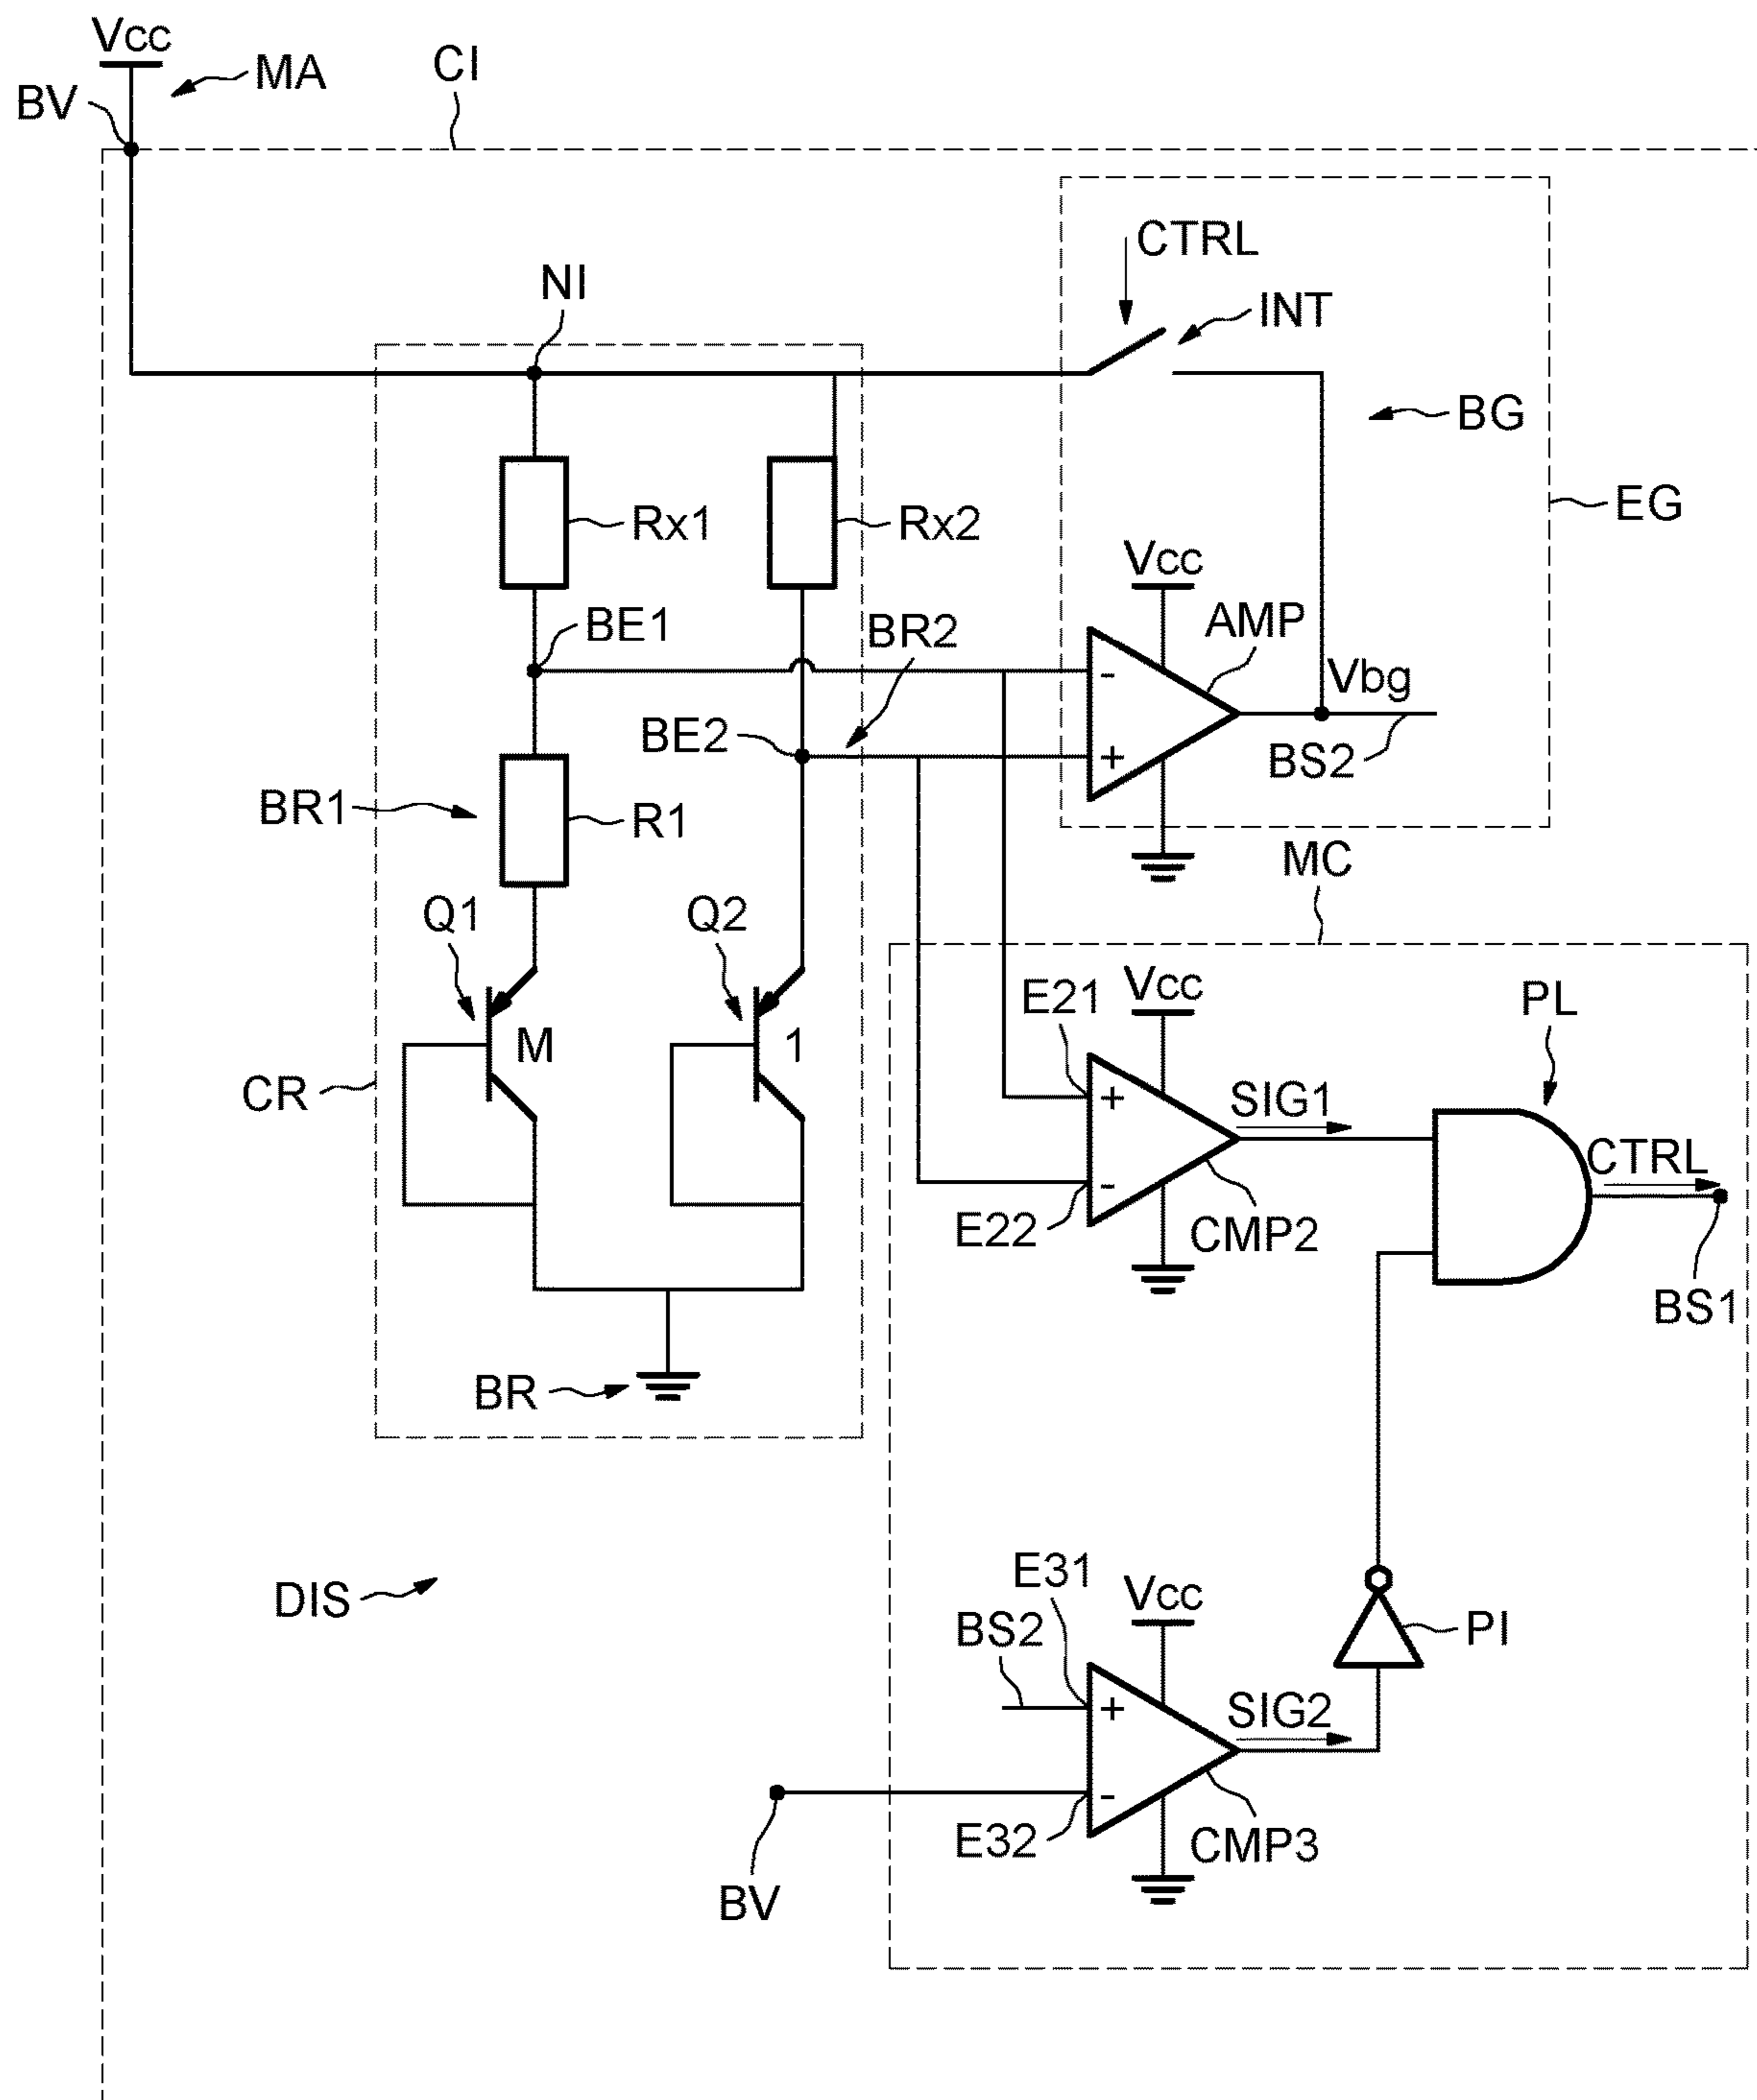 Vcc
MA
CI
BV
CTRL
NI
INT
BG
EG
Rx1
Rx2
Vcc
AMP
BE1
BR2
-
Vbg
BE2
+
BS2
BR1
R1
MC
Q1
Q2
Vcc
E21
PL
M
1
CR
+
SIG1
CTRL
-
E22
CMP2
BS1
BR
E31
Vcc
DIS
BS2
PI
+
SIG2
-
E32
CMP3
BV